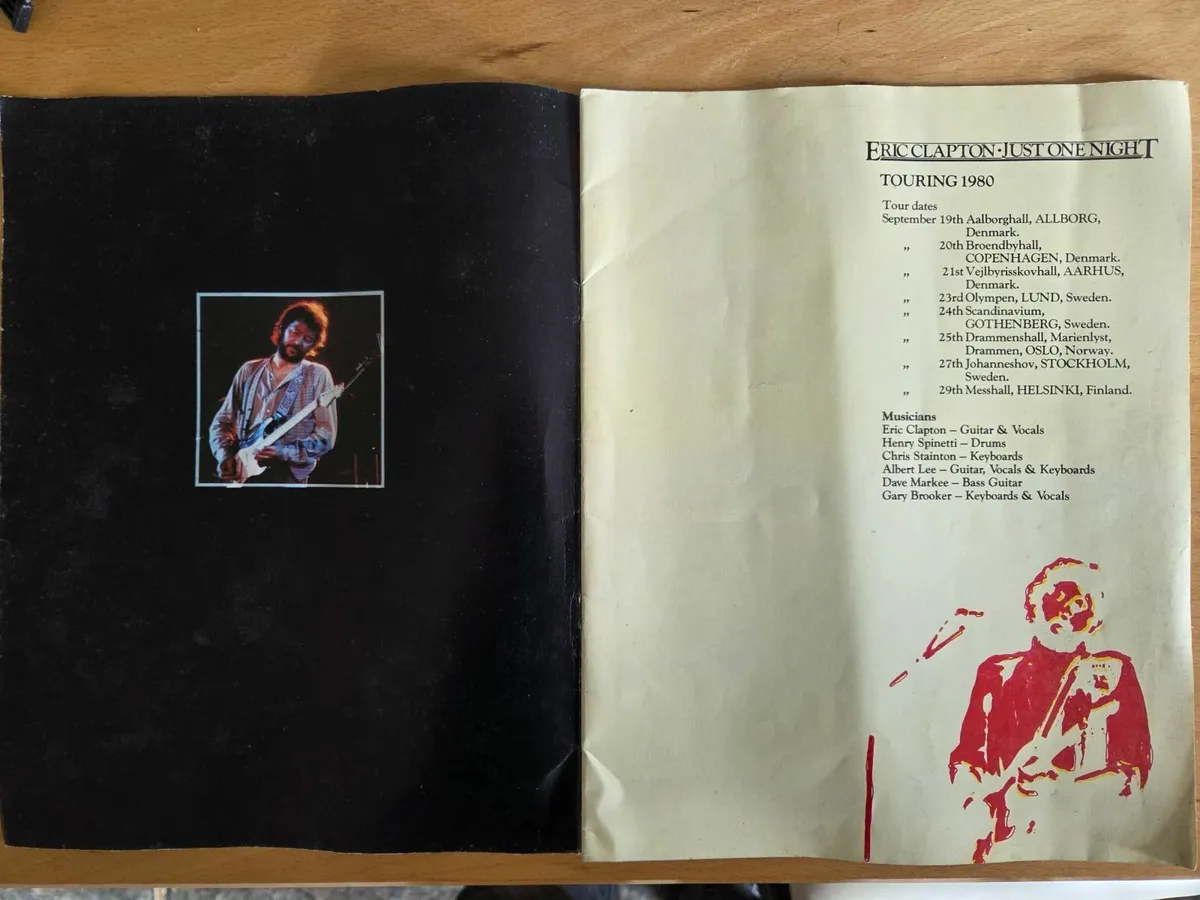 ERIC CLAPTON·JUST ONE NIGHT
TOURING 1980
Tour dates
September 19th Aalborghall, ALLBORG,
Denmark.
„ 20th Broendbyhall,
COPENHAGEN, Denmark.
„ 21st Vejlbyrisskovhall, AARHUS,
Denmark.
„ 23rd Olympen, LUND, Sweden.
„ 24th Scandinavium,
GOTHENBERG, Sweden.
„ 25th Drammenshall, Marienlyst,
Drammen, OSLO, Norway.
„ 27th Johanneshov, STOCKHOLM,
Sweden.
„ 29th Messhall, HELSINKI, Finland.
Musicians
Eric Clapton – Guitar & Vocals
Henry Spinetti – Drums
Chris Stainton – Keyboards
Albert Lee – Guitar, Vocals & Keyboards
Dave Markee – Bass Guitar
Gary Brooker – Keyboards & Vocals